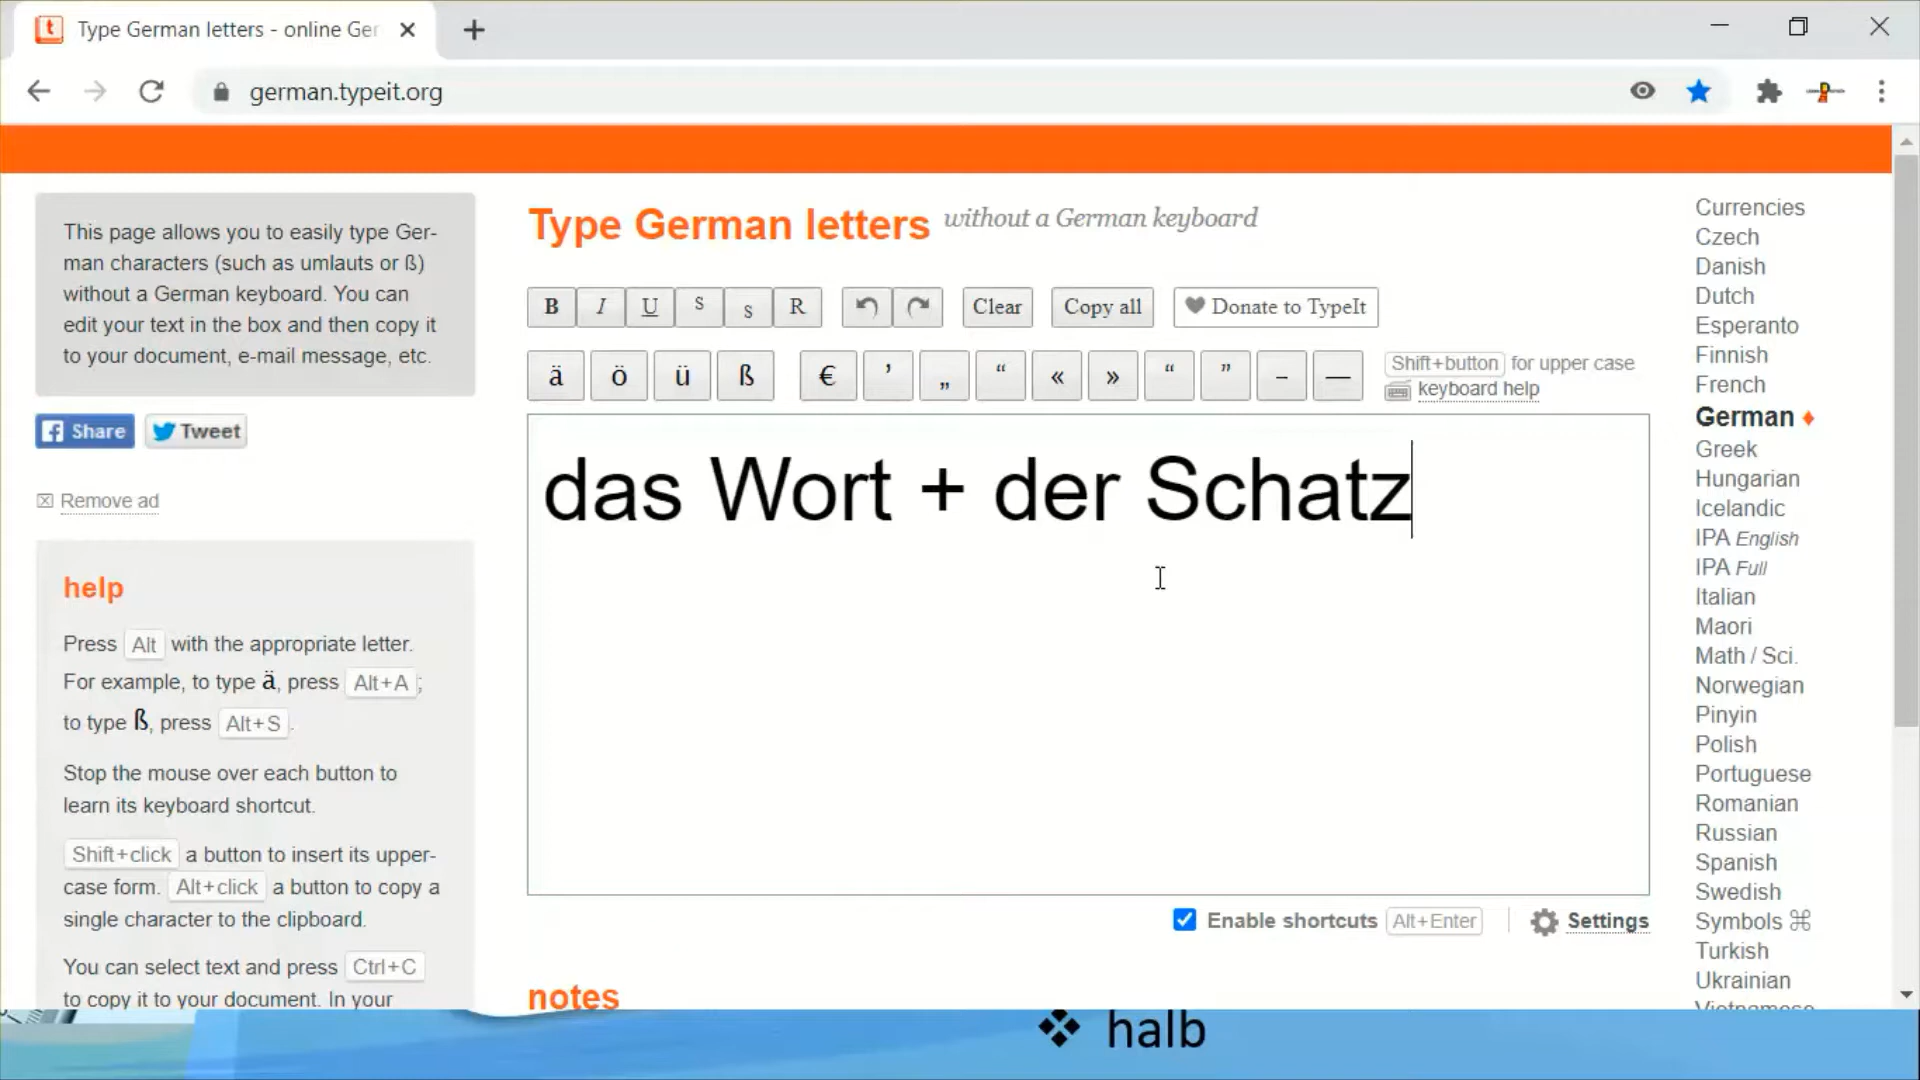 Type German letters - online Ger
german.typeit.org
This page allows you to easily type Ger-
man characters (such as umlauts or ß)
without a German keyboard. You can
edit your text in the box and then copy it
to your document, e-mail message, etc.
Share
Tweet
Remove ad
help
Press Alt with the appropriate letter.
For example, to type ä, press Alt+A;
to type ß, press Alt+S.
Stop the mouse over each button to
learn its keyboard shortcut.
Shift+click a button to insert its upper-
case form. Alt+click a button to copy a
single character to the clipboard.
You can select text and press Ctrl+C
to copy it to your document. In your
Type German letters without a German keyboard
B I U S S R Clear Copy all Donate to TypeIt
ä ö ü ß € ’ „ “ « » “ ” – —
Shift+button for upper case
keyboard help
das Wort + der Schatz
Enable shortcuts Alt+Enter Settings
notes
Currencies
Czech
Danish
Dutch
Esperanto
Finnish
French
German
Greek
Hungarian
Icelandic
IPA English
IPA Full
Italian
Maori
Math / Sci.
Norwegian
Pinyin
Polish
Portuguese
Romanian
Russian
Spanish
Swedish
Symbols ⌘
Turkish
Ukrainian
Vietnamese
❖ halb